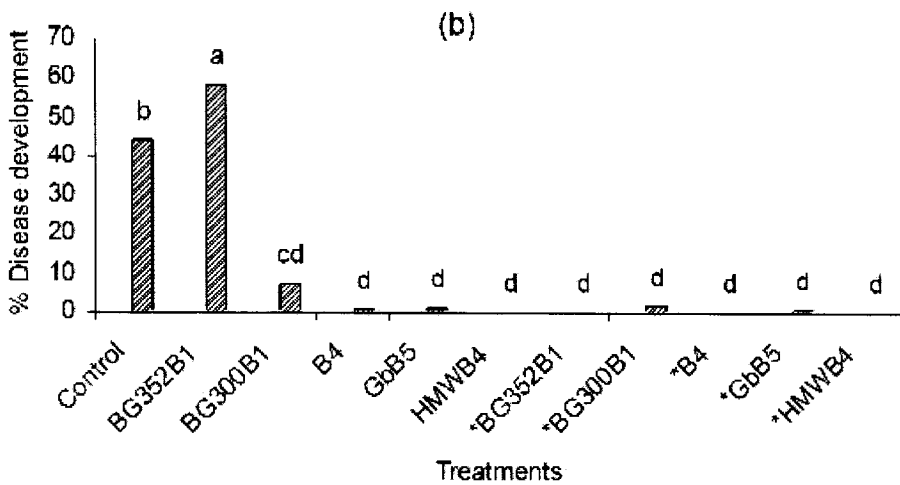 (b)
% Disease development
70
60
50
40
30
20
10
0
b
a
cd
d
d
d
d
d
d
d
d
Control
BG352B1
BG300B1
B4
GbB5
HMWB4
*BG352B1
*BG300B1
*B4
*GbB5
*HMWB4
Treatments